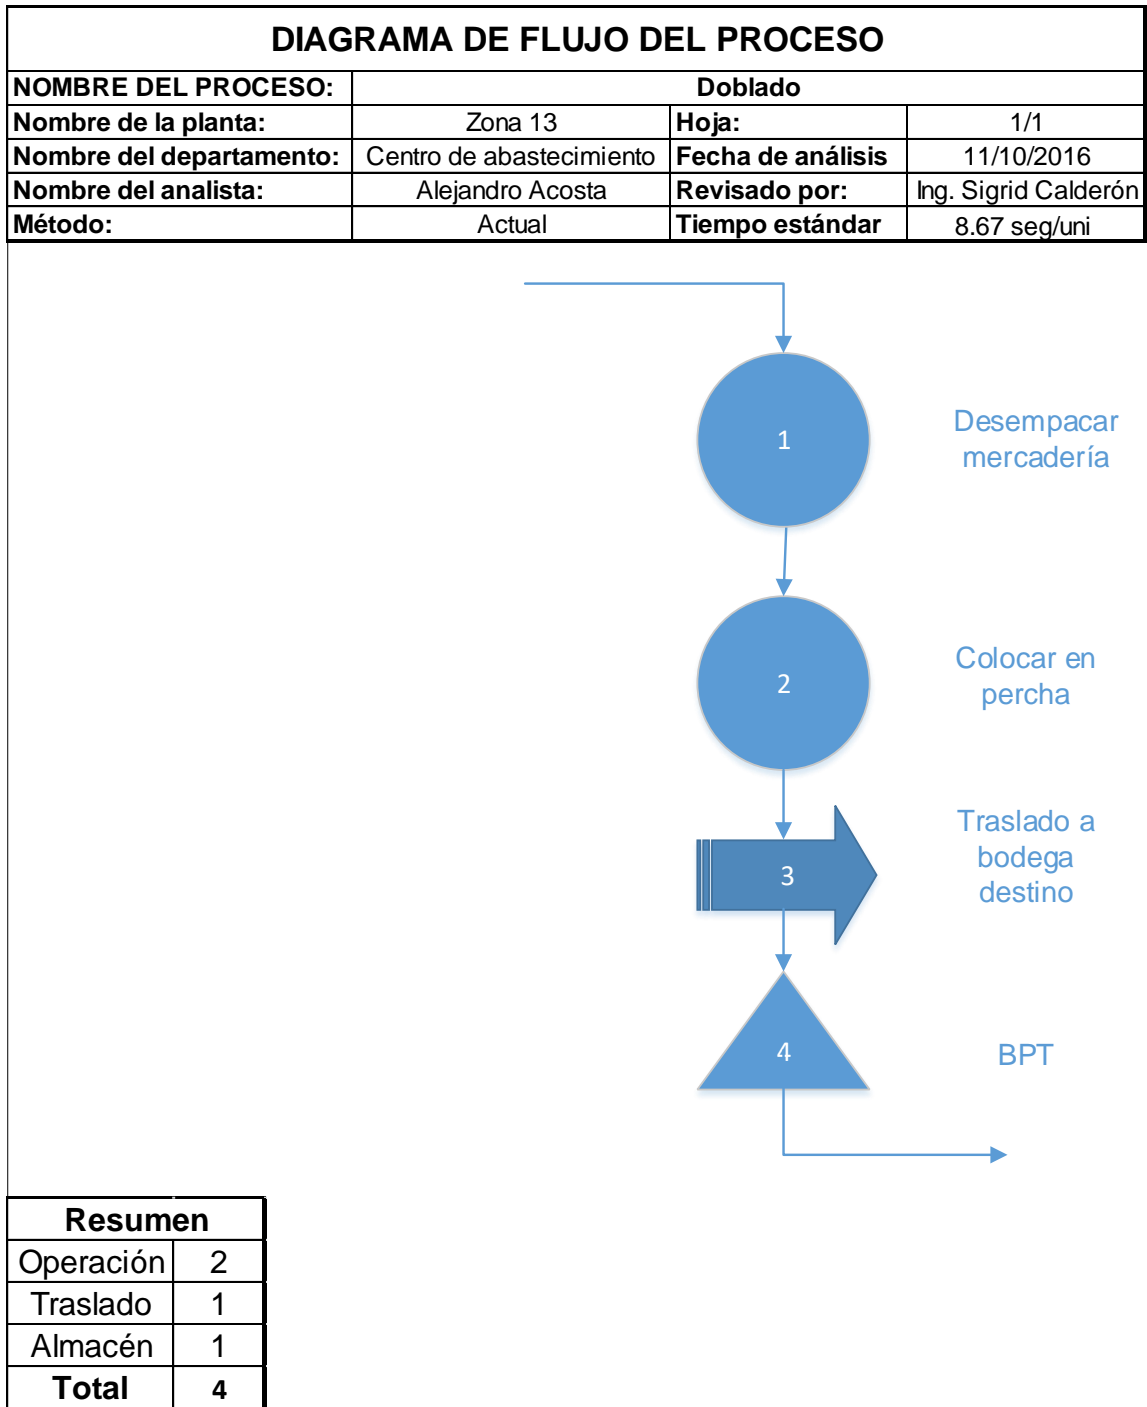 DIAGRAMA DE FLUJO DEL PROCESO
NOMBRE DEL PROCESO: Doblado
Nombre de la planta: Zona 13 Hoja: 1/1
Nombre del departamento: Centro de abastecimiento Fecha de análisis 11/10/2016
Nombre del analista: Alejandro Acosta Revisado por: Ing. Sigrid Calderón
Método: Actual Tiempo estándar 8.67 seg/uni
1
Desempacar
mercadería
2
Colocar en
percha
3
Traslado a
bodega
destino
4
BPT
Resumen
Operación 2
Traslado 1
Almacén 1
Total 4